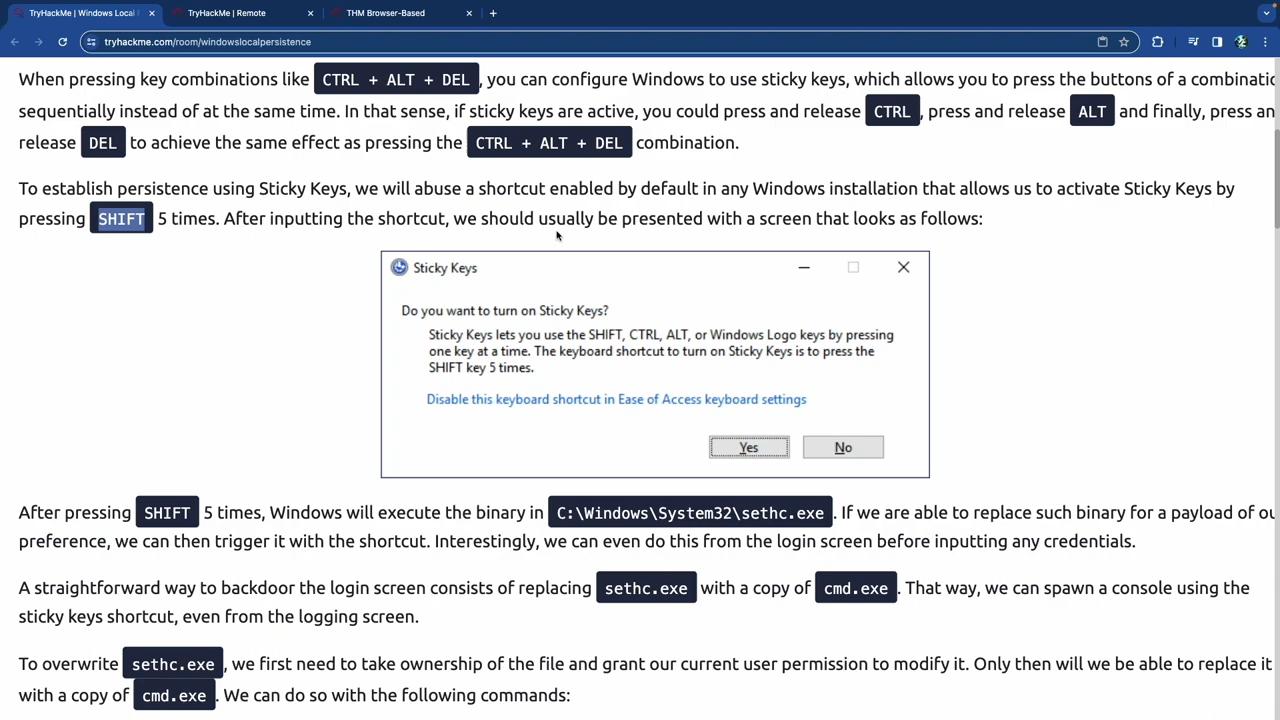 TryHackMe | Windows Local
TryHackMe | Remote
THM Browser-Based
tryhackme.com/room/windowslocalpersistence
When pressing key combinations like CTRL + ALT + DEL , you can configure Windows to use sticky keys, which allows you to press the buttons of a
sequentially instead of at the same time. In that sense, if sticky keys are active, you could press and release CTRL , press and release ALT and finally, press
release DEL to achieve the same effect as pressing the CTRL + ALT + DEL combination.
To establish persistence using Sticky Keys, we will abuse a shortcut enabled by default in any Windows installation that allows us to activate Sticky Keys by
pressing SHIFT 5 times. After inputting the shortcut, we should usually be presented with a screen that looks as follows:
Sticky Keys
Do you want to turn on Sticky Keys?
Sticky Keys lets you use the SHIFT, CTRL, ALT, or Windows Logo keys by pressing
one key at a time. The keyboard shortcut to turn on Sticky Keys is to press the
SHIFT key 5 times.
Disable this keyboard shortcut in Ease of Access keyboard settings
Yes No
After pressing SHIFT 5 times, Windows will execute the binary in C:\Windows\System32\sethc.exe . If we are able to replace such binary for a payload of
preference, we can then trigger it with the shortcut. Interestingly, we can even do this from the login screen before inputting any credentials.
A straightforward way to backdoor the login screen consists of replacing sethc.exe with a copy of cmd.exe . That way, we can spawn a console using the
sticky keys shortcut, even from the logging screen.
To overwrite sethc.exe , we first need to take ownership of the file and grant our current user permission to modify it. Only then will we be able to replace it
with a copy of cmd.exe . We can do so with the following commands: